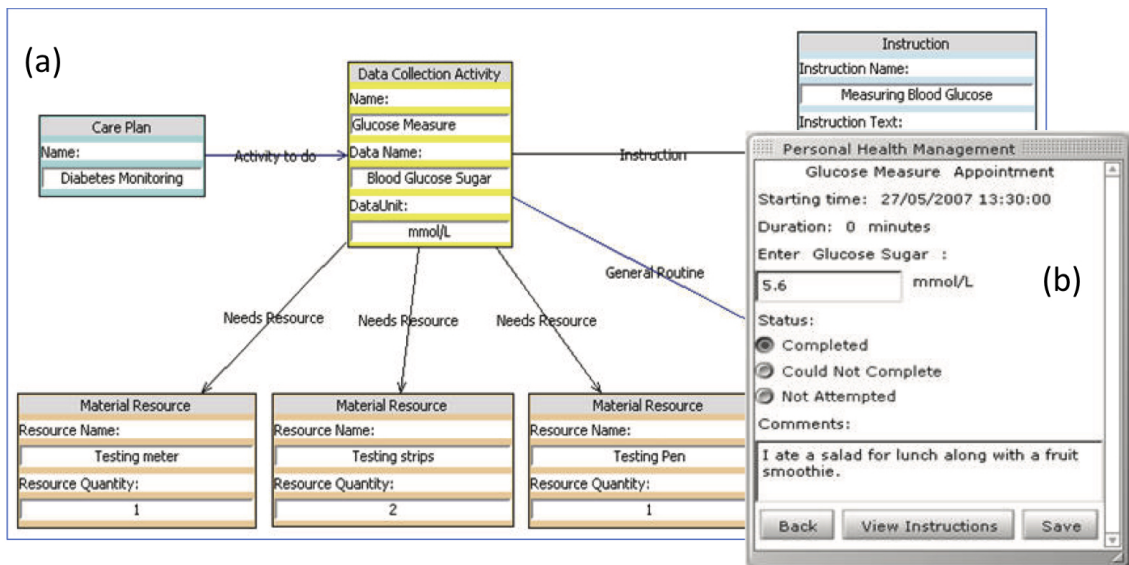 (a)
Care Plan
Name:
Diabetes Monitoring
Activity to do
Data Collection Activity
Name:
Glucose Measure
Data Name:
Blood Glucose Sugar
DataUnit:
mmol/L
Instruction
Instruction
Instruction Name:
Measuring Blood Glucose
Instruction Text:
General Routine
Needs Resource
Needs Resource
Needs Resource
Material Resource
Resource Name:
Testing meter
Resource Quantity:
1
Material Resource
Resource Name:
Testing strips
Resource Quantity:
2
Material Resource
Resource Name:
Testing Pen
Resource Quantity:
1
(b)
Personal Health Management
Glucose Measure Appointment
Starting time: 27/05/2007 13:30:00
Duration: 0 minutes
Enter Glucose Sugar :
5.6 mmol/L
Status:
Completed
Could Not Complete
Not Attempted
Comments:
I ate a salad for lunch along with a fruit
smoothie.
Back View Instructions Save